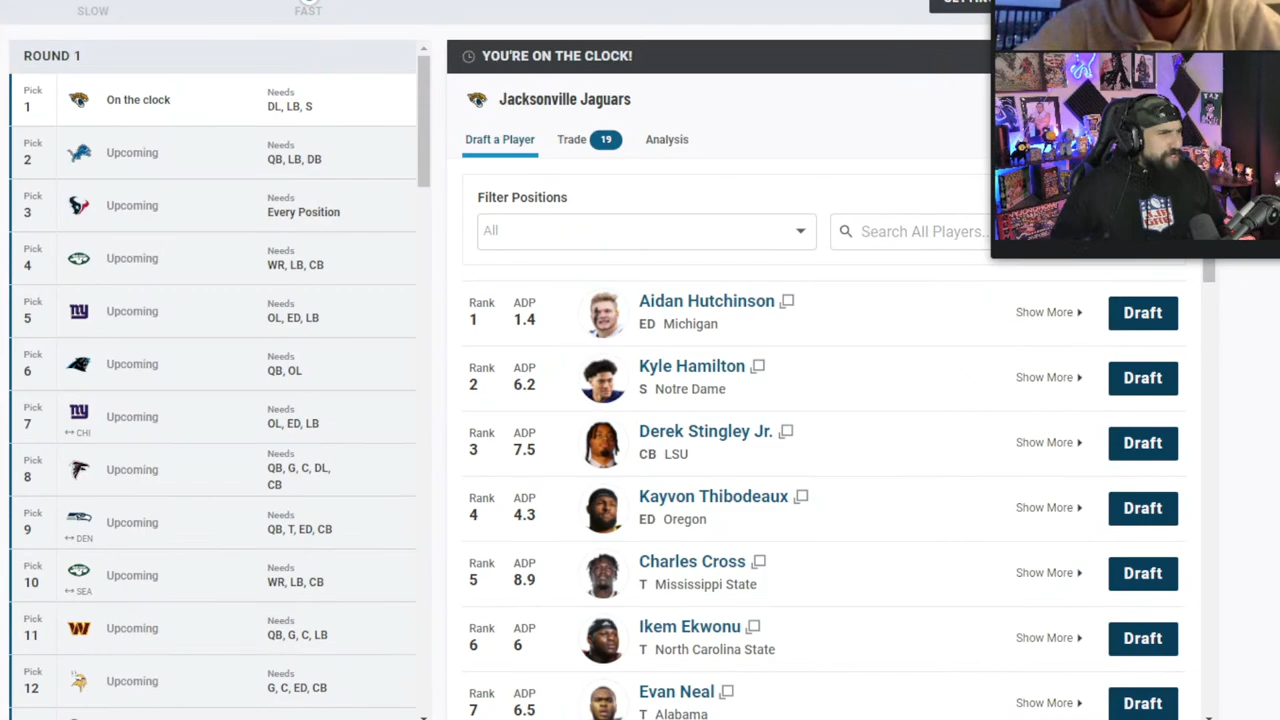 SLOW
FAST
ROUND 1
Pick
1
On the clock
Needs
DL, LB, S
Pick
2
Upcoming
Needs
QB, LB, DB
Pick
3
Upcoming
Needs
Every Position
Pick
4
Upcoming
Needs
WR, LB, CB
Pick
5
Upcoming
Needs
OL, ED, LB
Pick
6
Upcoming
Needs
QB, OL
Pick
7
↔ CHI
Upcoming
Needs
OL, ED, LB
Pick
8
Upcoming
Needs
QB, G, C, DL,
CB
Pick
9
↔ DEN
Upcoming
Needs
QB, T, ED, CB
Pick
10
↔ SEA
Upcoming
Needs
WR, LB, CB
Pick
11
Upcoming
Needs
QB, G, C, LB
Pick
12
Upcoming
Needs
G, C, ED, CB
YOU'RE ON THE CLOCK!
Jacksonville Jaguars
Draft a Player
Trade 19
Analysis
Filter Positions
All
Search All Players...
Rank
1
ADP
1.4
Aidan Hutchinson
ED Michigan
Show More
Draft
Rank
2
ADP
6.2
Kyle Hamilton
S Notre Dame
Show More
Draft
Rank
3
ADP
7.5
Derek Stingley Jr.
CB LSU
Show More
Draft
Rank
4
ADP
4.3
Kayvon Thibodeaux
ED Oregon
Show More
Draft
Rank
5
ADP
8.9
Charles Cross
T Mississippi State
Show More
Draft
Rank
6
ADP
6
Ikem Ekwonu
T North Carolina State
Show More
Draft
Rank
7
ADP
6.5
Evan Neal
T Alabama
Show More
Draft